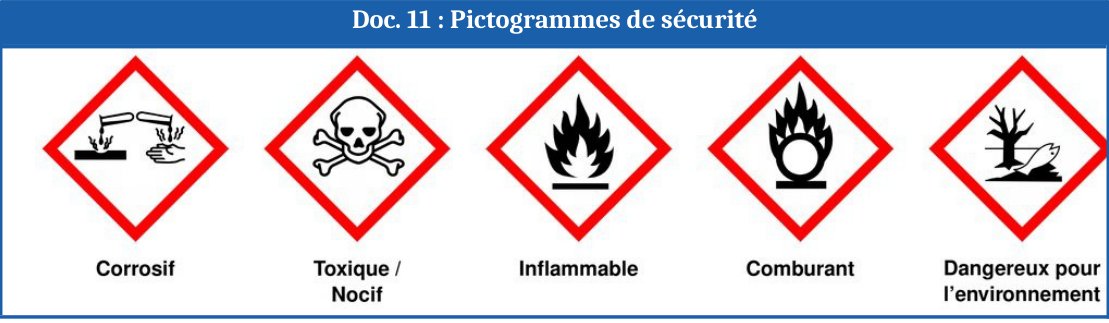 Doc. 11 : Pictogrammes de sécurité
Corrosif
Toxique /
Nocif
Inflammable
Comburant
Dangereux pour
l’environnement